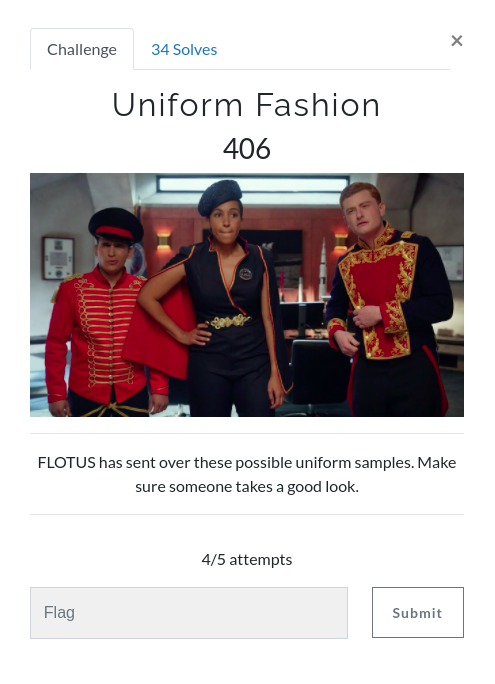 Challenge
34 Solves
×
Uniform Fashion
406
FLOTUS has sent over these possible uniform samples. Make
sure someone takes a good look.
4/5 attempts
Flag
Submit